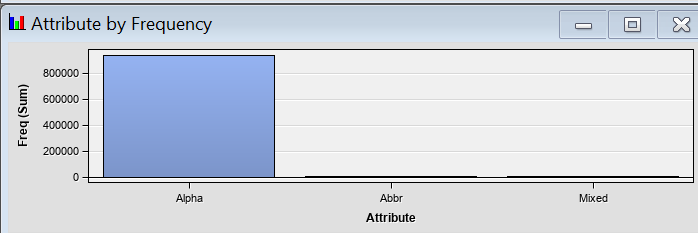 Attribute by Frequency
Freq (Sum)
800000
600000
400000
200000
0
Alpha Abbr Mixed
Attribute